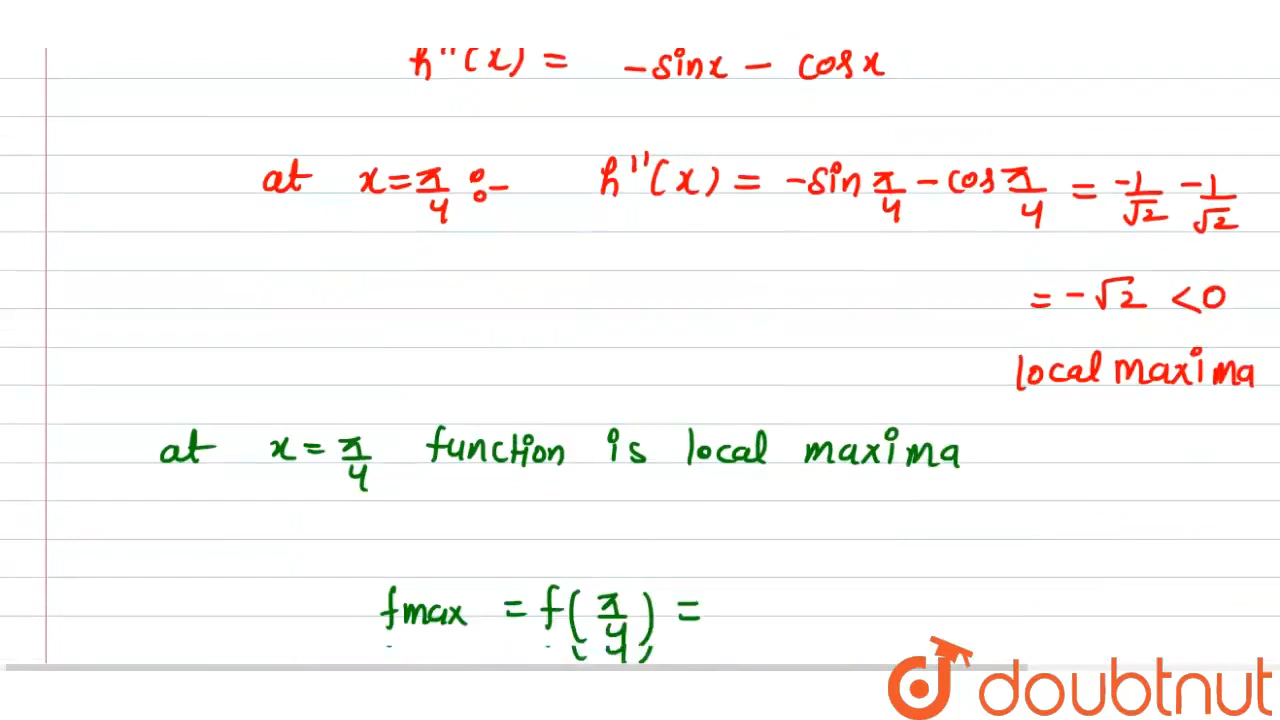 h''(x) = -sinx - cosx
at x=π/4 :- h''(x) = -sin π/4 - cos π/4 = -1/√2 -1/√2
= -√2 <0
local maxima
at x=π/4 function is local maxima
fmax = f(π/4) =
doubtnut